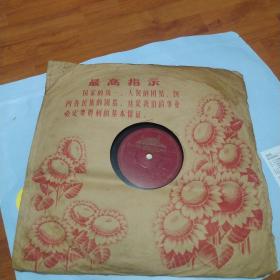 最高指示
国家的统一，人民的团结，国
内各民族的团结，这是我们的事业
必定要胜利的基本保证。